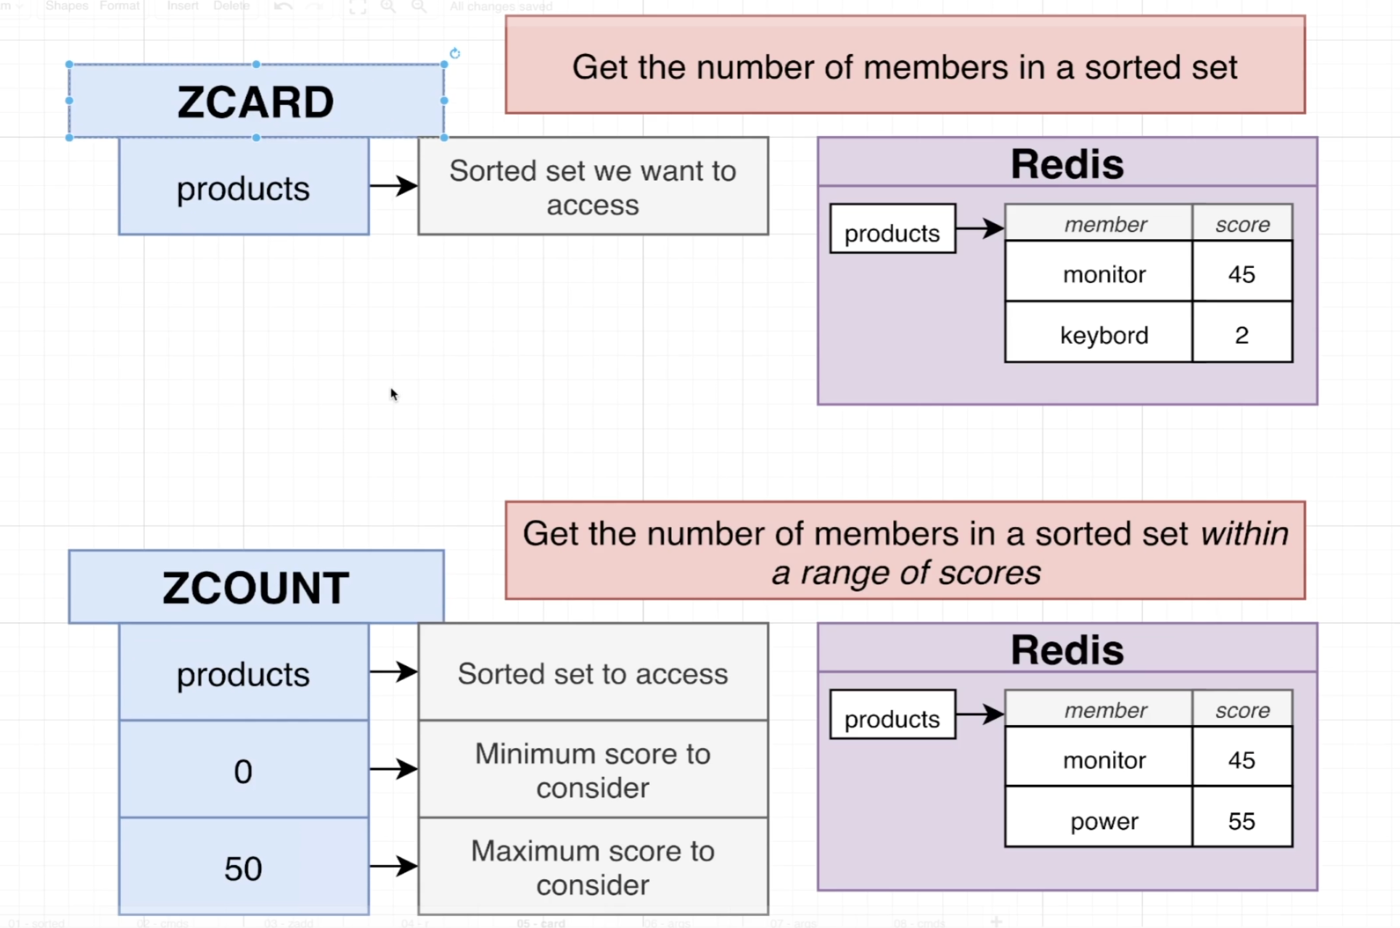 Shapes Format Insert Delete All changes saved
Get the number of members in a sorted set
ZCARD
products
Sorted set we want to
access
Redis
products
member score
monitor 45
keybord 2
Get the number of members in a sorted set within
a range of scores
ZCOUNT
products
Sorted set to access
0
Minimum score to
consider
50
Maximum score to
consider
Redis
products
member score
monitor 45
power 55
01 - sorted 02 - cmds 03 - zadd 04 - 05 - card 06 - args 07 - args 08 - cmds